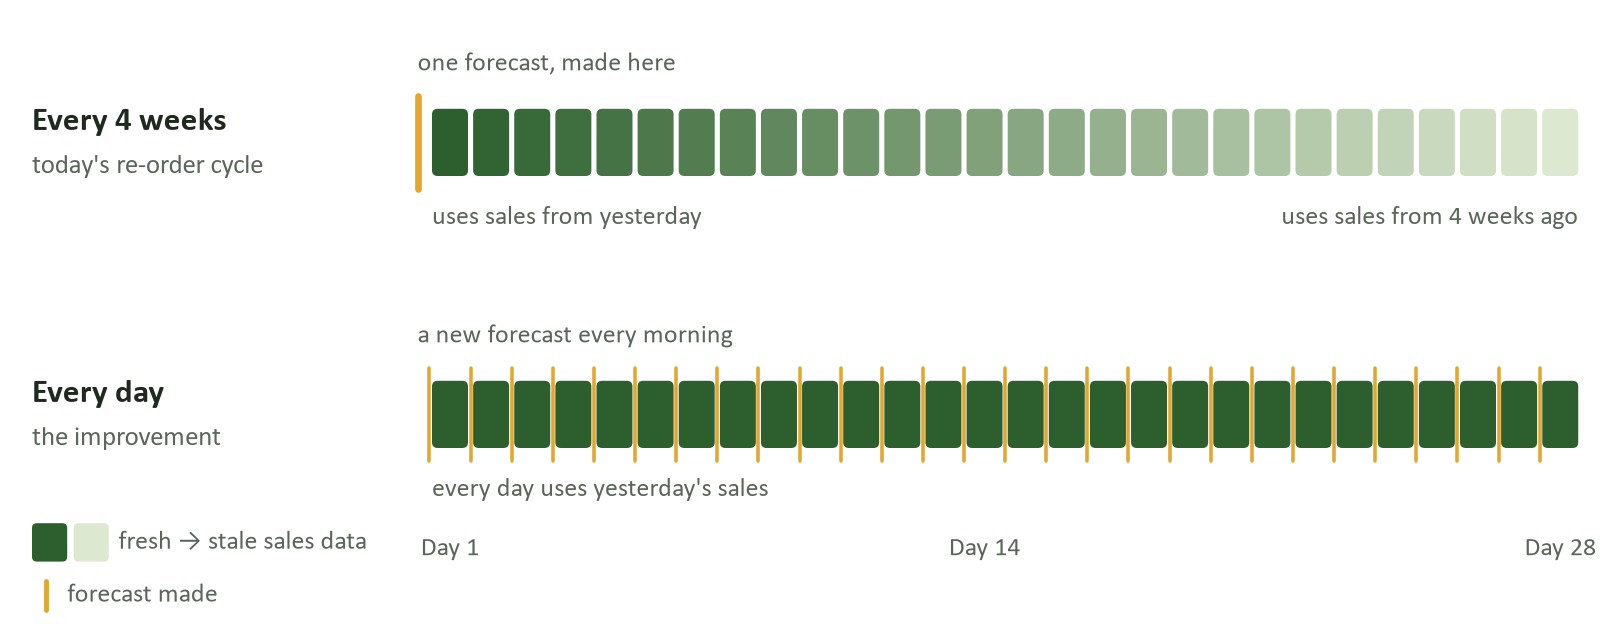 one forecast, made here
Every 4 weeks
today's re-order cycle
uses sales from yesterday
uses sales from 4 weeks ago
a new forecast every morning
Every day
the improvement
every day uses yesterday's sales
fresh → stale sales data
Day 1
Day 14
Day 28
forecast made